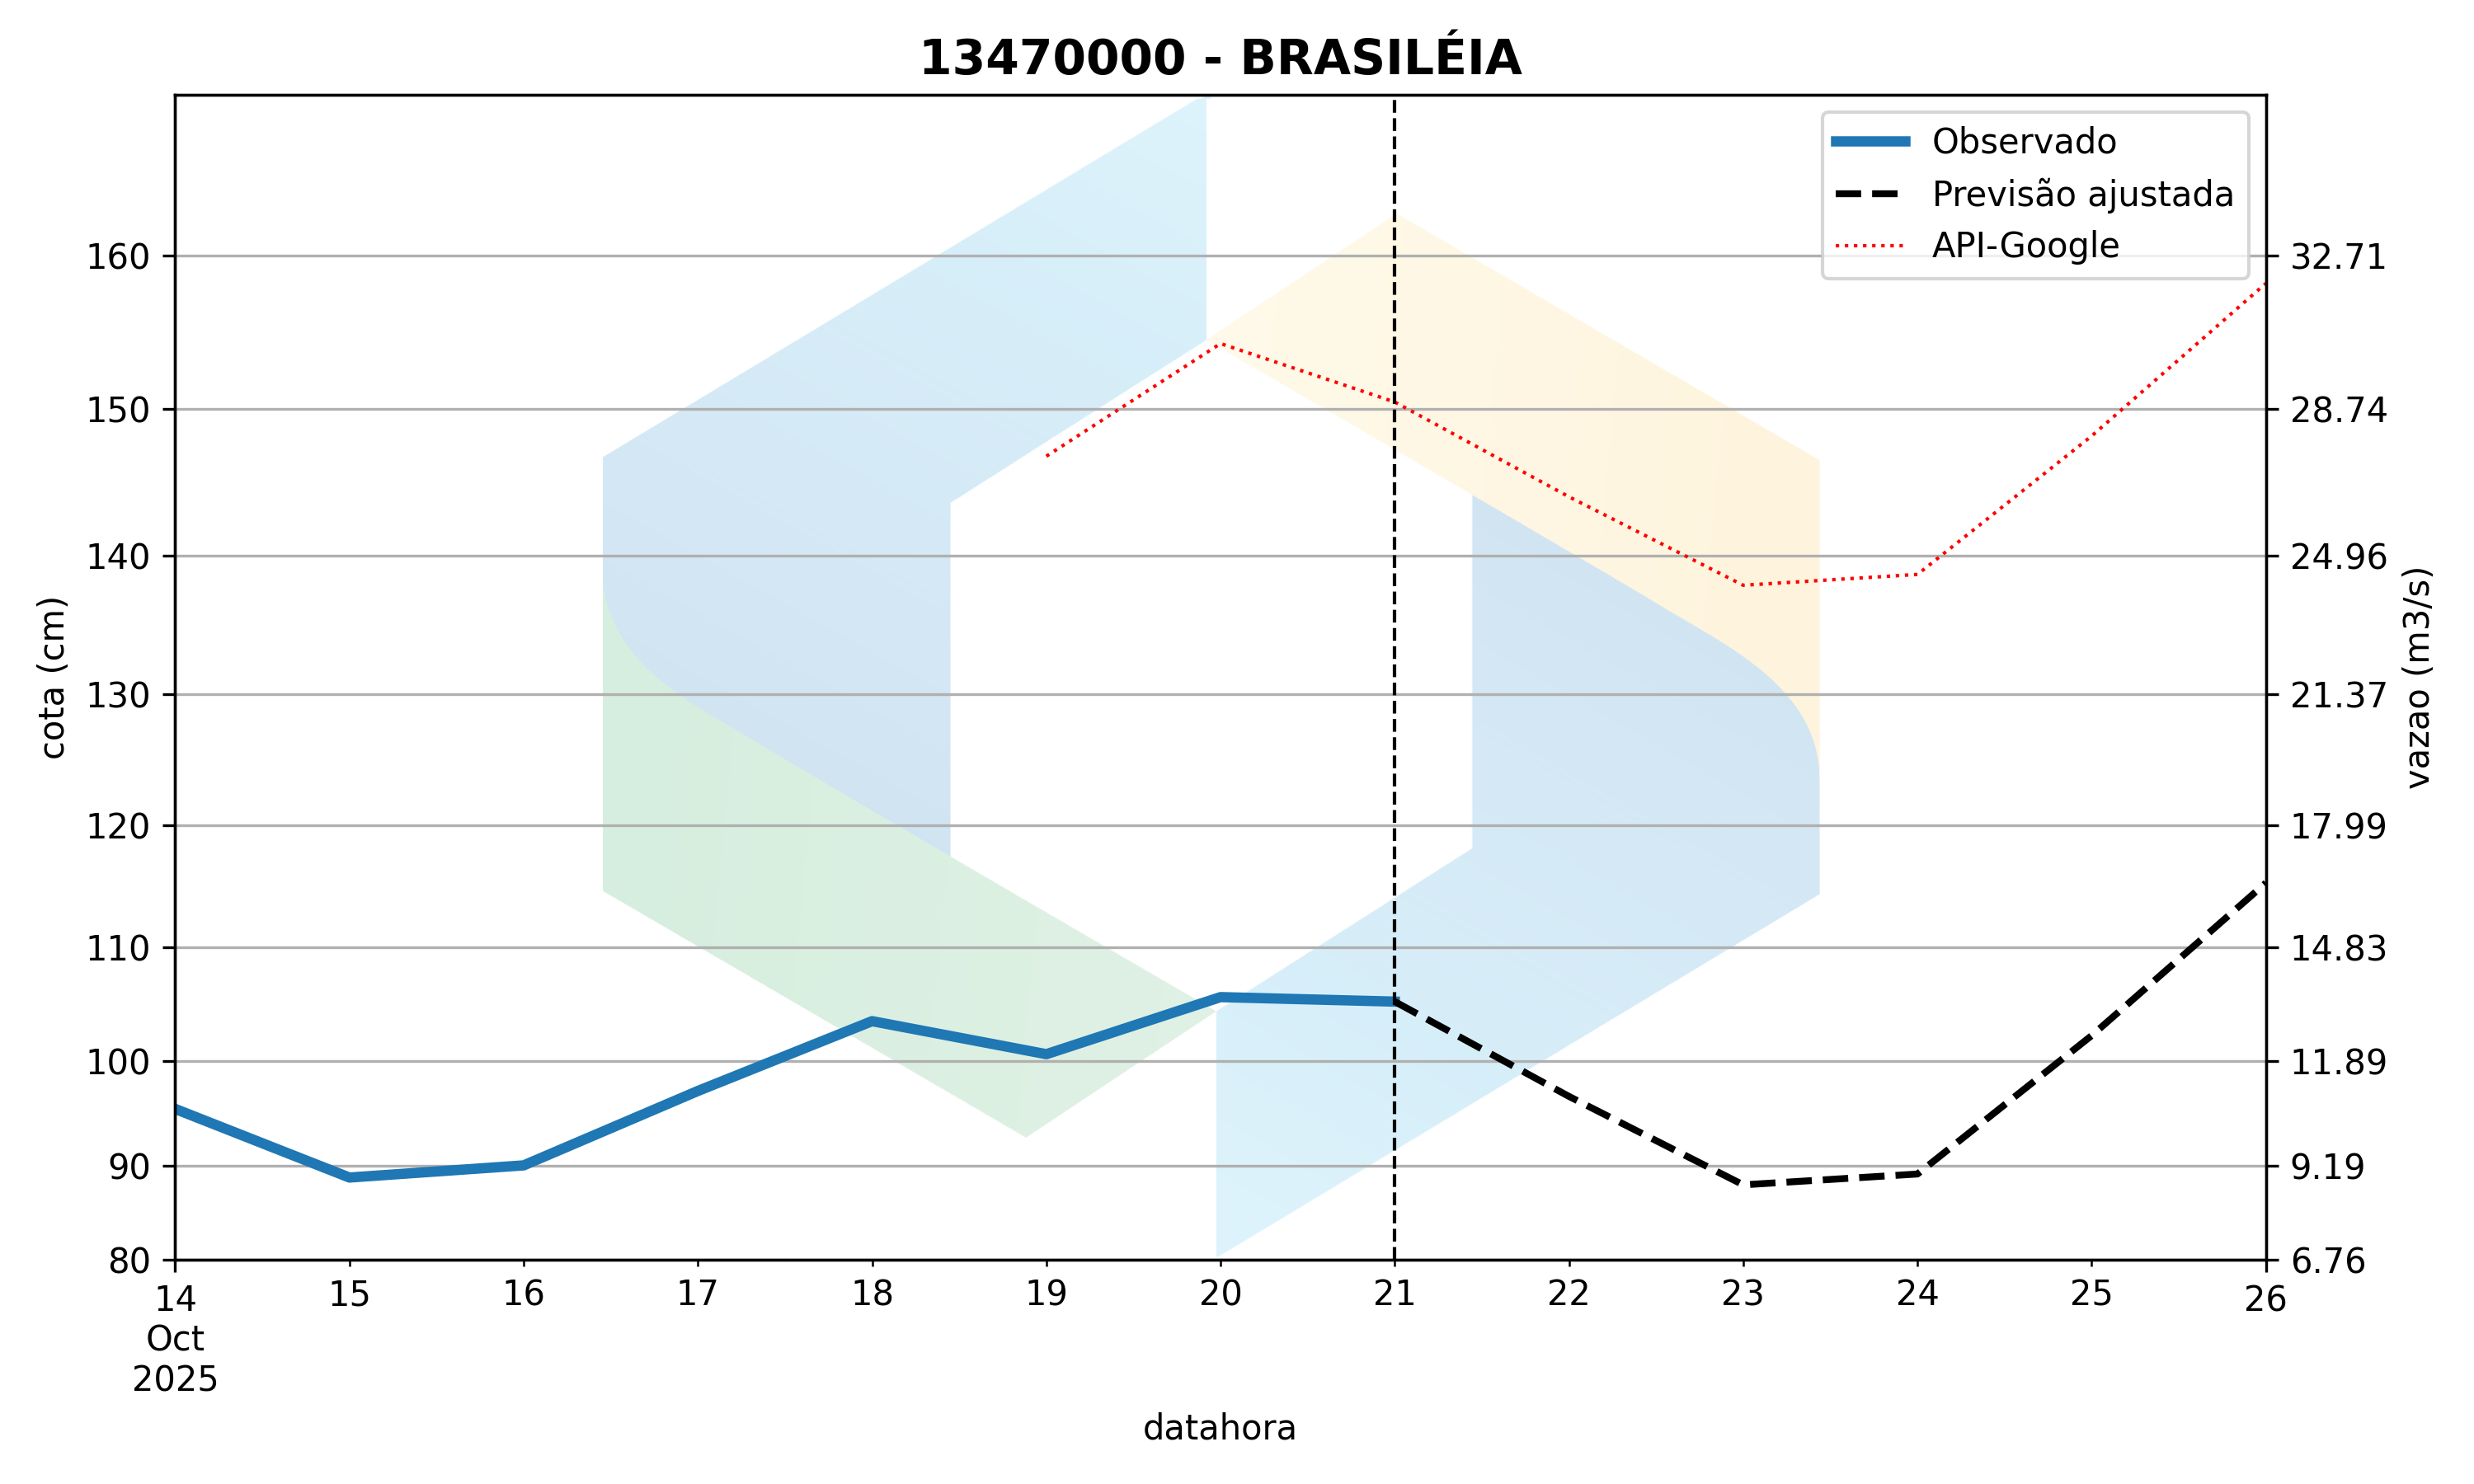 13470000 - BRASILÉIA
Observado
Previsão ajustada
API-Google
160
150
140
130
120
110
100
90
80
cota (cm)
32.71
28.74
24.96
21.37
17.99
14.83
11.89
9.19
6.76
vazao (m3/s)
14 15 16 17 18 19 20 21 22 23 24 25 26
Oct
2025
datahora